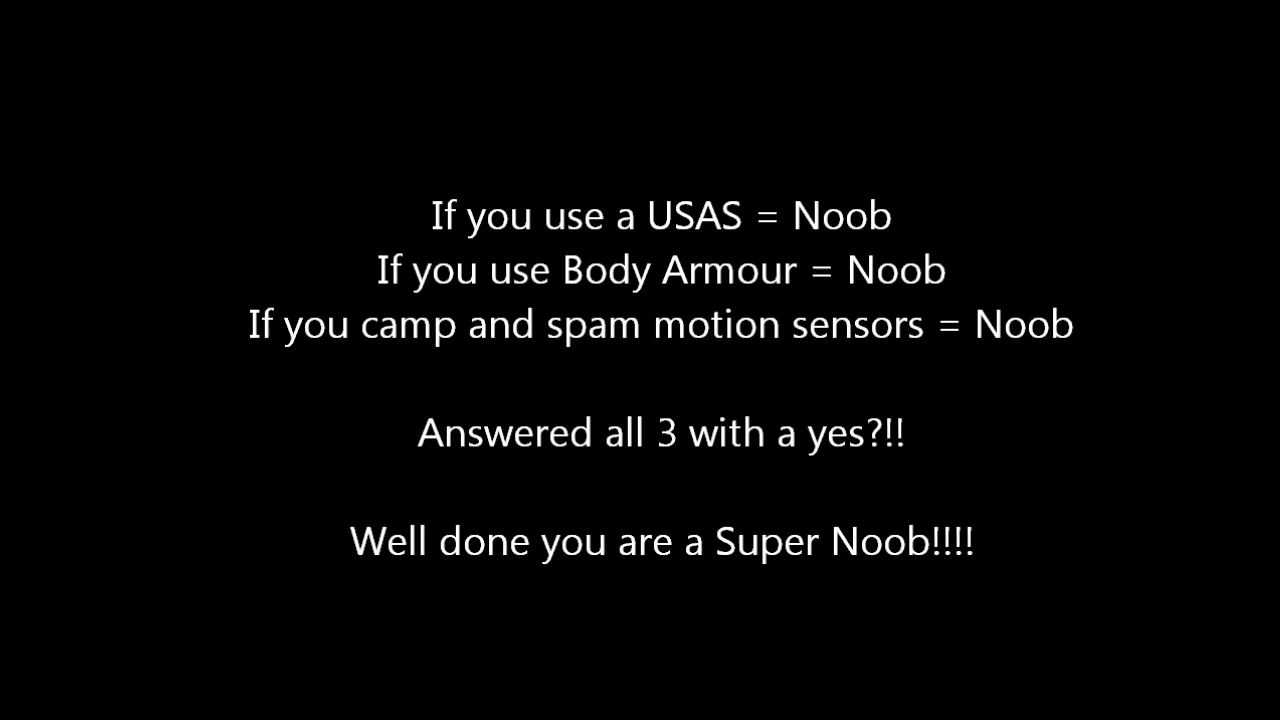 If you use a USAS = Noob
If you use Body Armour = Noob
If you camp and spam motion sensors = Noob
Answered all 3 with a yes?!!
Well done you are a Super Noob!!!!